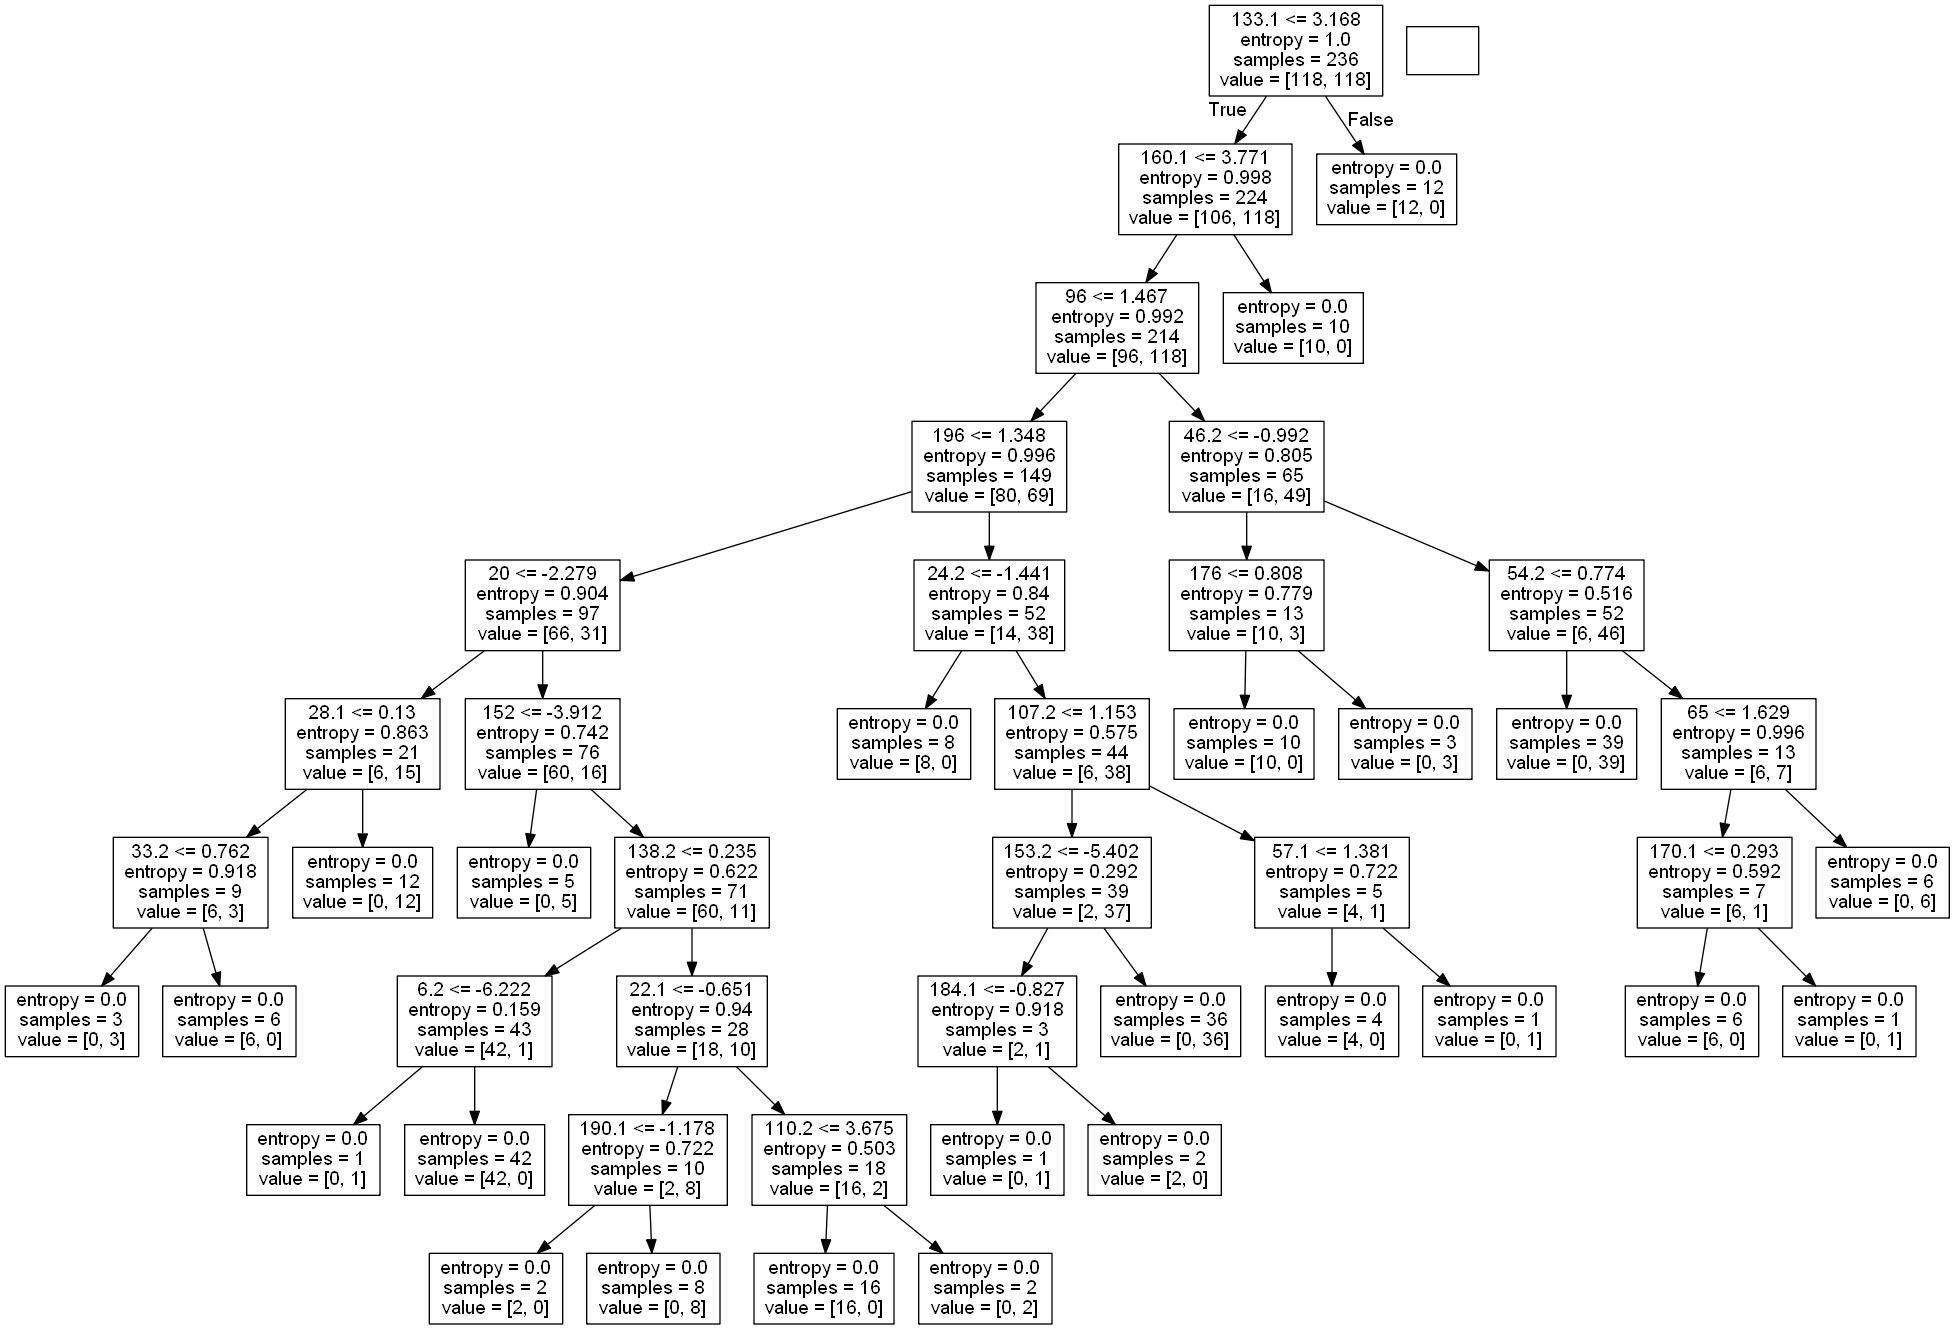 133.1 <= 3.168
entropy = 1.0
samples = 236
value = [118, 118]
True
False
160.1 <= 3.771
entropy = 0.998
samples = 224
value = [106, 118]
entropy = 0.0
samples = 12
value = [12, 0]
96 <= 1.467
entropy = 0.992
samples = 214
value = [96, 118]
entropy = 0.0
samples = 10
value = [10, 0]
196 <= 1.348
entropy = 0.996
samples = 149
value = [80, 69]
46.2 <= -0.992
entropy = 0.805
samples = 65
value = [16, 49]
20 <= -2.279
entropy = 0.904
samples = 97
value = [66, 31]
24.2 <= -1.441
entropy = 0.84
samples = 52
value = [14, 38]
176 <= 0.808
entropy = 0.779
samples = 13
value = [10, 3]
54.2 <= 0.774
entropy = 0.516
samples = 52
value = [6, 46]
28.1 <= 0.13
entropy = 0.863
samples = 21
value = [6, 15]
152 <= -3.912
entropy = 0.742
samples = 76
value = [60, 16]
entropy = 0.0
samples = 8
value = [8, 0]
107.2 <= 1.153
entropy = 0.575
samples = 44
value = [6, 38]
entropy = 0.0
samples = 10
value = [10, 0]
entropy = 0.0
samples = 3
value = [0, 3]
entropy = 0.0
samples = 39
value = [0, 39]
65 <= 1.629
entropy = 0.996
samples = 13
value = [6, 7]
33.2 <= 0.762
entropy = 0.918
samples = 9
value = [6, 3]
entropy = 0.0
samples = 12
value = [0, 12]
entropy = 0.0
samples = 5
value = [0, 5]
138.2 <= 0.235
entropy = 0.622
samples = 71
value = [60, 11]
153.2 <= -5.402
entropy = 0.292
samples = 39
value = [2, 37]
57.1 <= 1.381
entropy = 0.722
samples = 5
value = [4, 1]
170.1 <= 0.293
entropy = 0.592
samples = 7
value = [6, 1]
entropy = 0.0
samples = 6
value = [0, 6]
entropy = 0.0
samples = 3
value = [0, 3]
entropy = 0.0
samples = 6
value = [6, 0]
6.2 <= -6.222
entropy = 0.159
samples = 43
value = [42, 1]
22.1 <= -0.651
entropy = 0.94
samples = 28
value = [18, 10]
184.1 <= -0.827
entropy = 0.918
samples = 3
value = [2, 1]
entropy = 0.0
samples = 36
value = [0, 36]
entropy = 0.0
samples = 4
value = [4, 0]
entropy = 0.0
samples = 1
value = [0, 1]
entropy = 0.0
samples = 6
value = [6, 0]
entropy = 0.0
samples = 1
value = [0, 1]
entropy = 0.0
samples = 1
value = [0, 1]
entropy = 0.0
samples = 42
value = [42, 0]
190.1 <= -1.178
entropy = 0.722
samples = 10
value = [2, 8]
110.2 <= 3.675
entropy = 0.503
samples = 18
value = [16, 2]
entropy = 0.0
samples = 1
value = [0, 1]
entropy = 0.0
samples = 2
value = [2, 0]
entropy = 0.0
samples = 2
value = [2, 0]
entropy = 0.0
samples = 8
value = [0, 8]
entropy = 0.0
samples = 16
value = [16, 0]
entropy = 0.0
samples = 2
value = [0, 2]